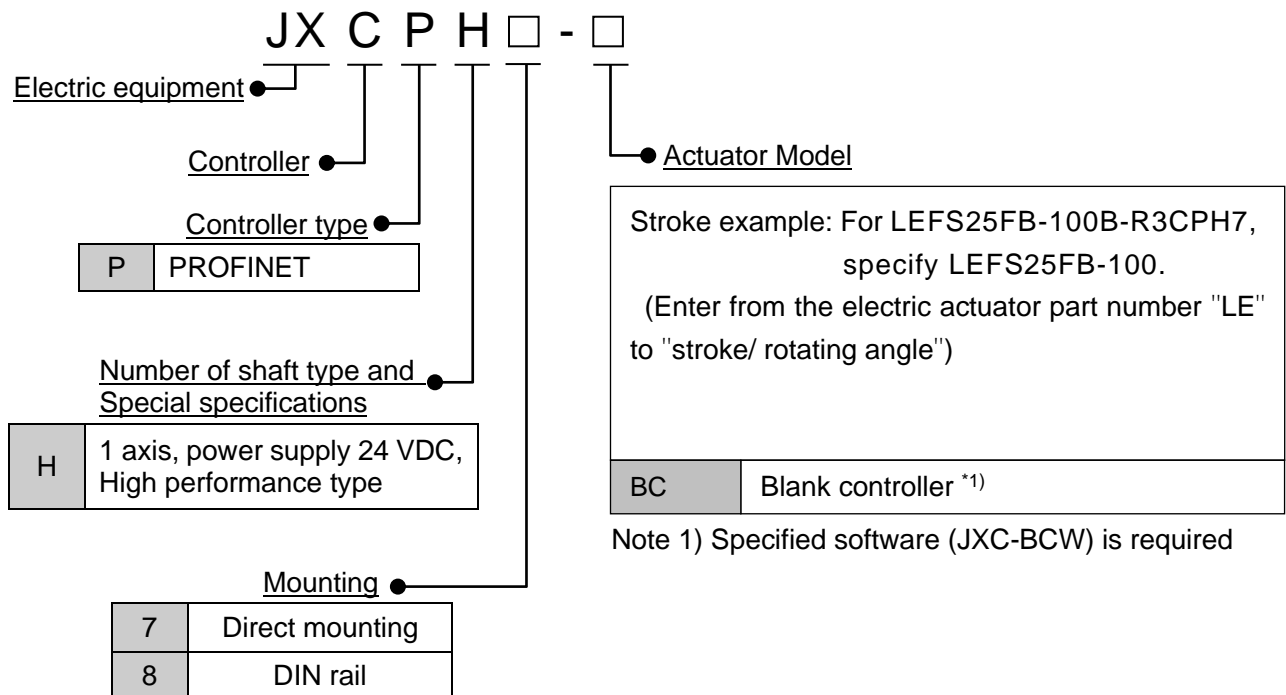 JX C P H □ - □
Electric equipment
Controller
Controller type
P PROFINET
Number of shaft type and
Special specifications
H
1 axis, power supply 24 VDC,
High performance type
Mounting
7 Direct mounting
8 DIN rail
Actuator Model
Stroke example: For LEFS25FB-100B-R3CPH7,
specify LEFS25FB-100.
(Enter from the electric actuator part number "LE"
to "stroke/ rotating angle")
BC Blank controller *1)
Note 1) Specified software (JXC-BCW) is required